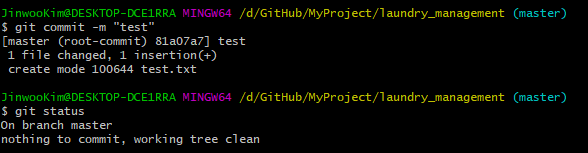 JinwooKim@DESKTOP-DCE1RRA MINGW64 /d/GitHub/MyProject/laundry_management (master)
$ git commit -m "test"
[master (root-commit) 81a07a7] test
 1 file changed, 1 insertion(+)
 create mode 100644 test.txt
JinwooKim@DESKTOP-DCE1RRA MINGW64 /d/GitHub/MyProject/laundry_management (master)
$ git status
On branch master
nothing to commit, working tree clean